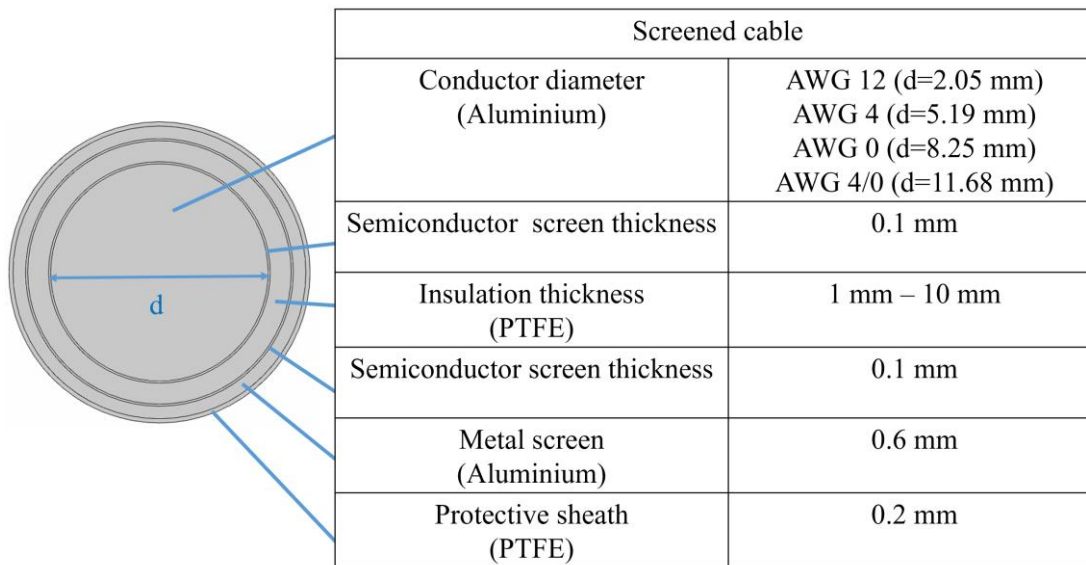 Screened cable
Conductor diameter
(Aluminium)
AWG 12 (d=2.05 mm)
AWG 4 (d=5.19 mm)
AWG 0 (d=8.25 mm)
AWG 4/0 (d=11.68 mm)
Semiconductor screen thickness
0.1 mm
d
Insulation thickness
(PTFE)
1 mm – 10 mm
Semiconductor screen thickness
0.1 mm
Metal screen
(Aluminium)
0.6 mm
Protective sheath
(PTFE)
0.2 mm